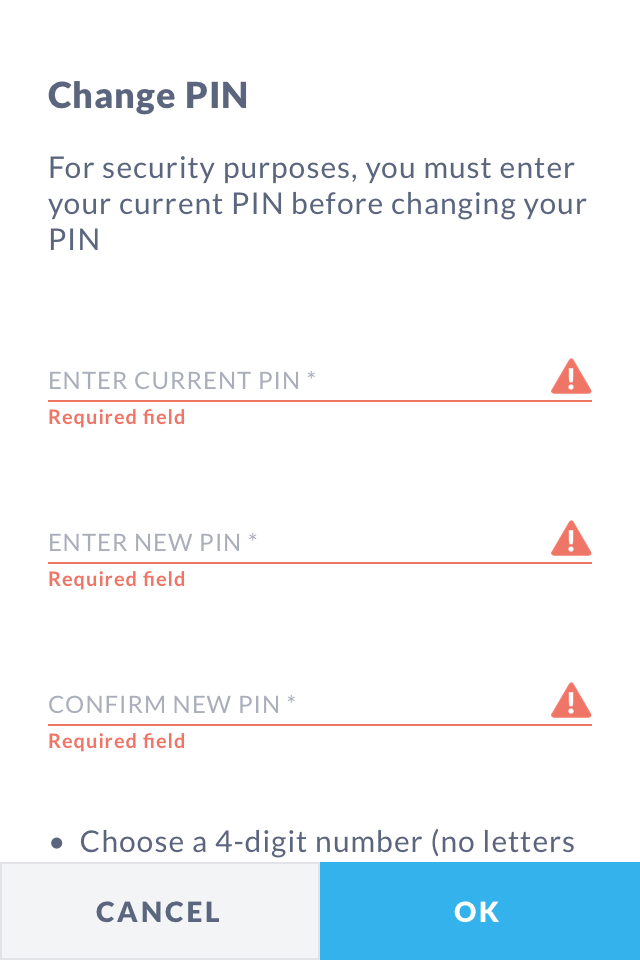 Change PIN
For security purposes, you must enter
your current PIN before changing your
PIN
ENTER CURRENT PIN *
Required field
ENTER NEW PIN *
Required field
CONFIRM NEW PIN *
Required field
• Choose a 4-digit number (no letters
CANCEL
OK